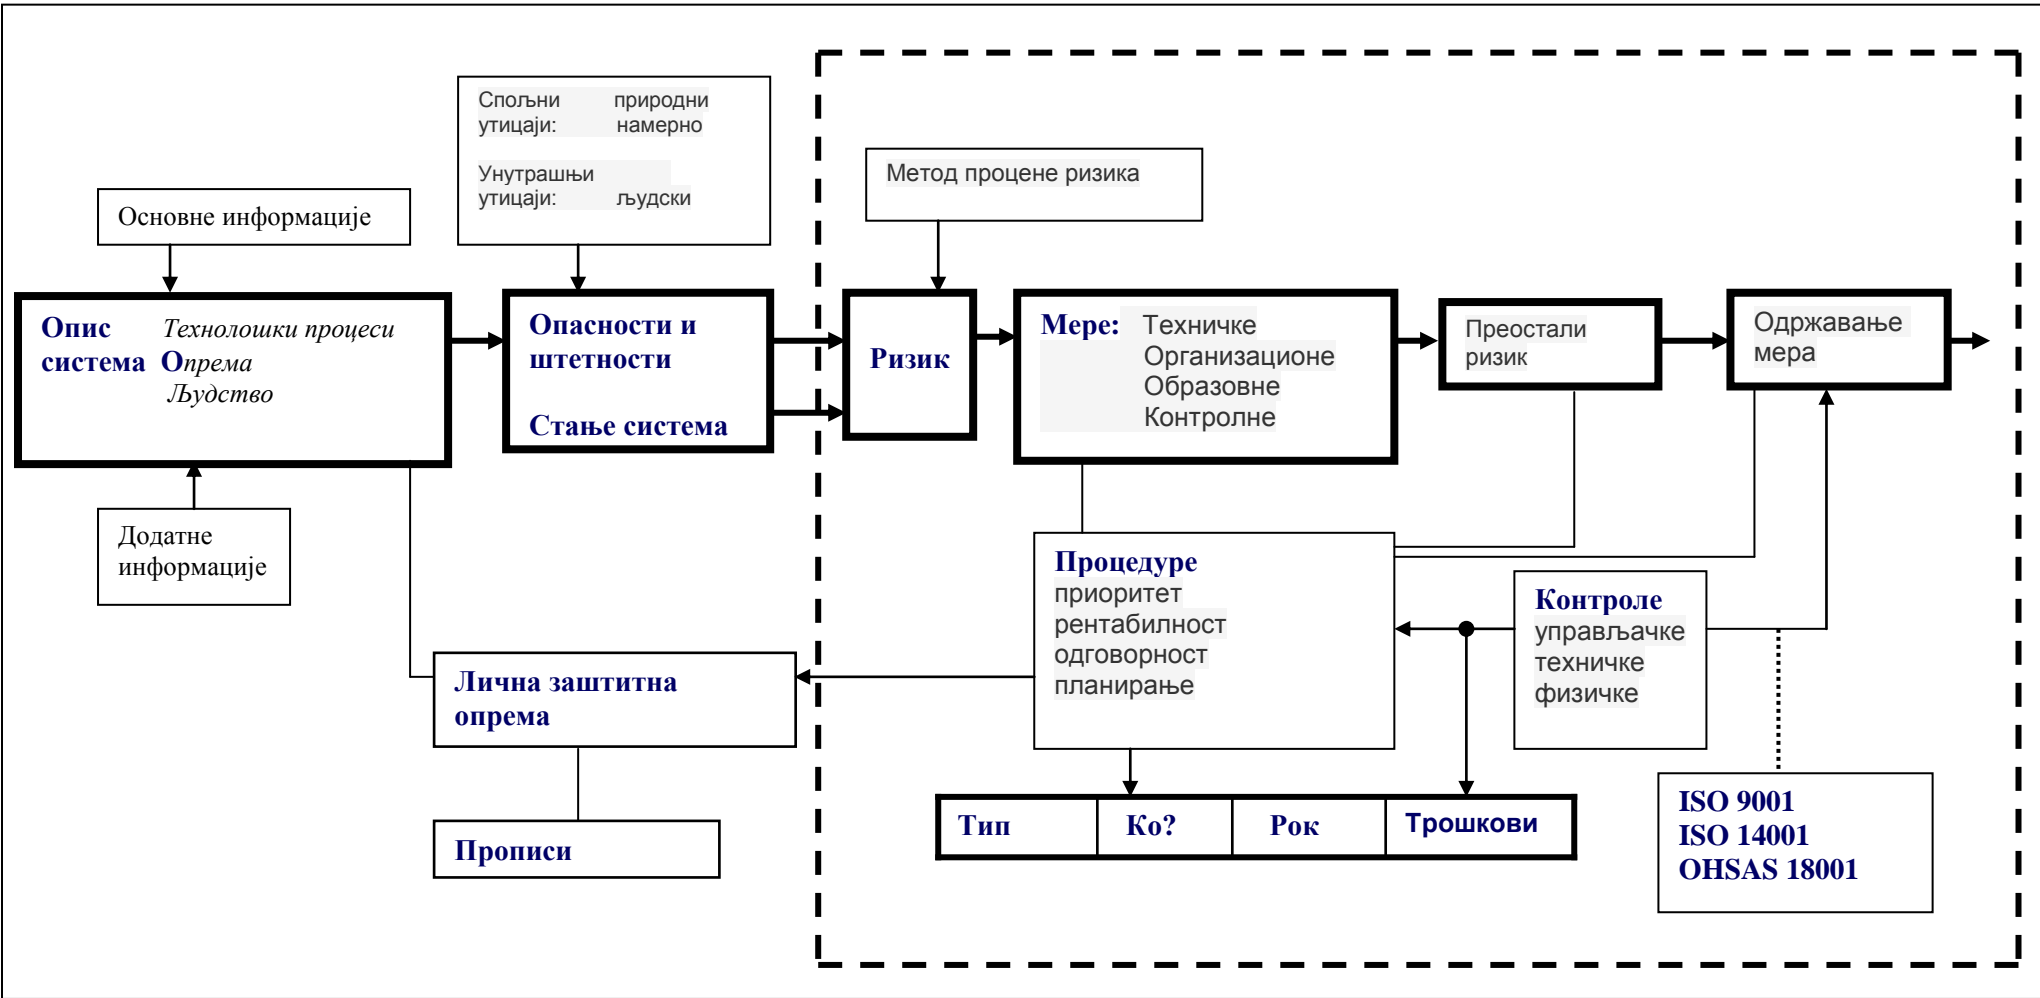 Спољни природни
утицаји: намерно
Унутрашњи
утицаји: људски
Метод процене ризика
Основне информације
Опис Технолошки процеси
система Опрема
Људство
Опасности и
штетности
Стање система
Ризик
Мере: Техничке
Организационе
Образовне
Контролне
Преостали
ризик
Одржавање
мера
Додатне
информације
Процедуре
приоритет
рентабилност
одговорност
планирање
Контроле
управљачке
техничке
физичке
Лична заштитна
опрема
Прописи
Тип Ко? Рок Трошкови
ISO 9001
ISO 14001
OHSAS 18001